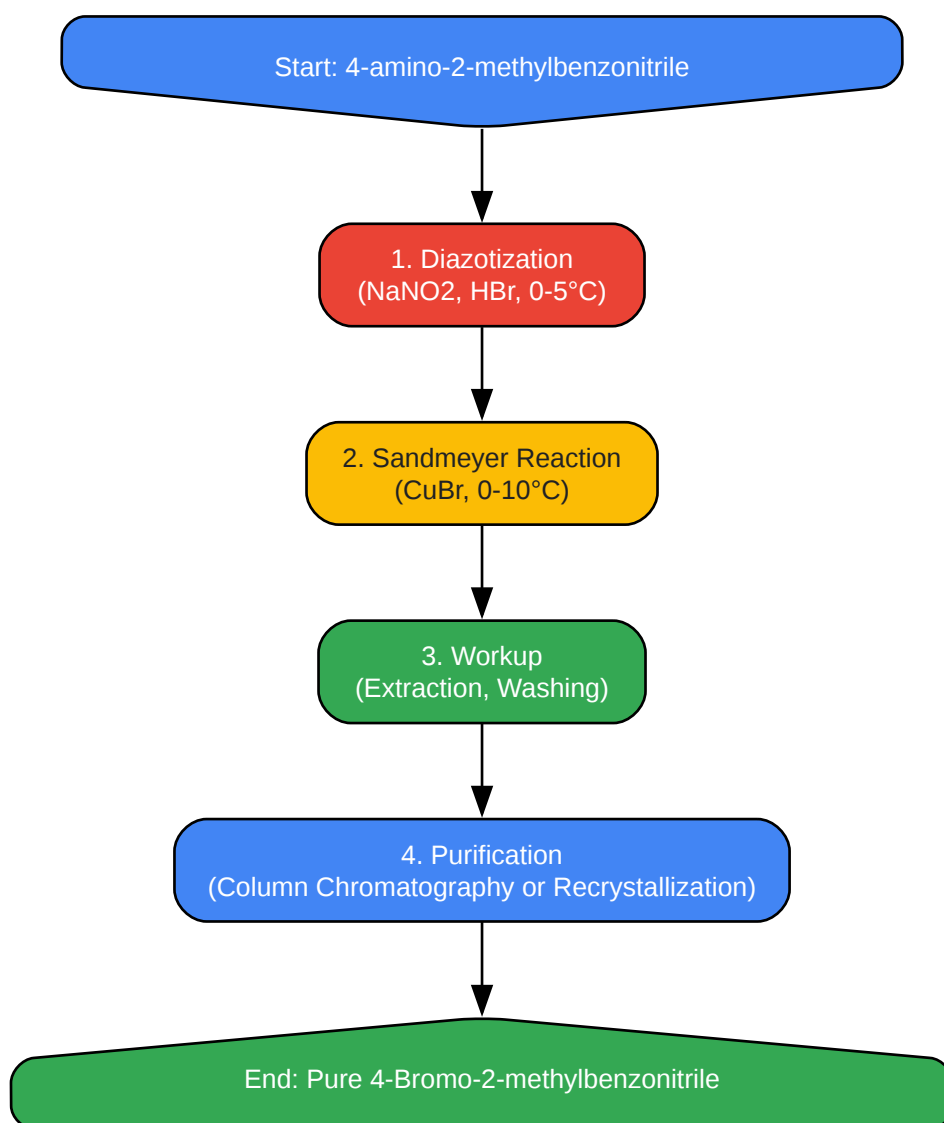 Start: 4-amino-2-methylbenzonitrile
1. Diazotization
(NaNO2, HBr, 0-5°C)
2. Sandmeyer Reaction
(CuBr, 0-10°C)
3. Workup
(Extraction, Washing)
4. Purification
(Column Chromatography or Recrystallization)
End: Pure 4-Bromo-2-methylbenzonitrile